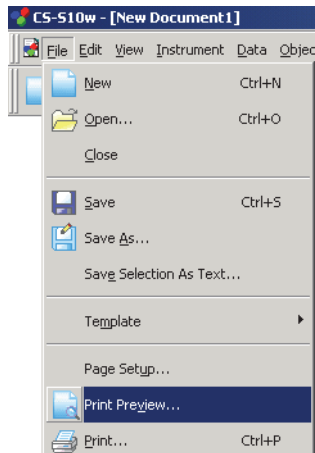 CS-S10w - [New Document1]
File Edit View Instrument Data Objec
New Ctrl+N
Open... Ctrl+O
Close
Save Ctrl+S
Save As...
Save Selection As Text...
Template
Page Setup...
Print Preview...
Print... Ctrl+P